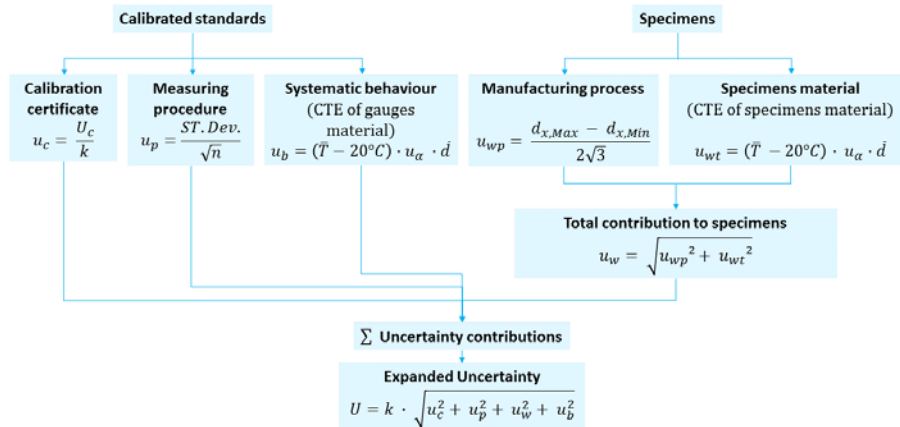 Calibrated standards
Specimens
Calibration
certificate
u_c = U_c / k
Measuring
procedure
u_p = ST. Dev. / √n
Systematic behaviour
(CTE of gauges
material)
u_b = (T̄ − 20°C) · u_α · d̄
Manufacturing process
u_wp = (d_x,Max − d_x,Min) / 2√3
Specimens material
(CTE of specimens material)
u_wt = (T̄ − 20°C) · u_α · d̄
Total contribution to specimens
u_w = √(u_wp² + u_wt²)
∑ Uncertainty contributions
Expanded Uncertainty
U = k · √(u_c² + u_p² + u_w² + u_b²)